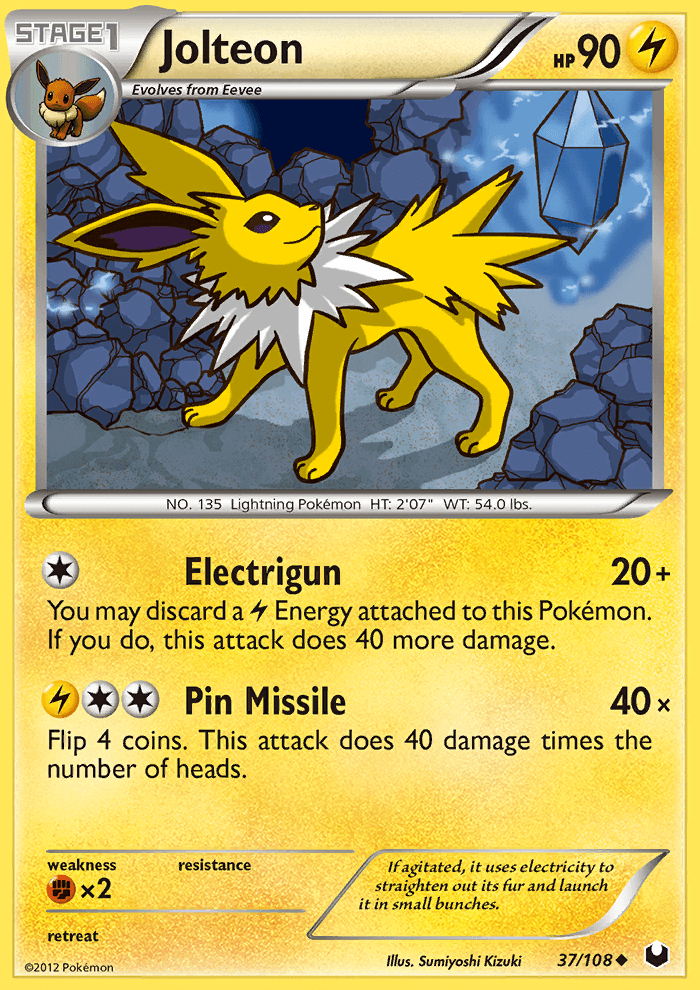 STAGE1
Jolteon
HP 90
Evolves from Eevee
NO. 135 Lightning Pokémon HT: 2'07" WT: 54.0 lbs.
Electrigun 20+
You may discard a Energy attached to this Pokémon.
If you do, this attack does 40 more damage.
Pin Missile 40×
Flip 4 coins. This attack does 40 damage times the
number of heads.
weakness resistance
×2
retreat
If agitated, it uses electricity to
straighten out its fur and launch
it in small bunches.
©2012 Pokémon
Illus. Sumiyoshi Kizuki 37/108